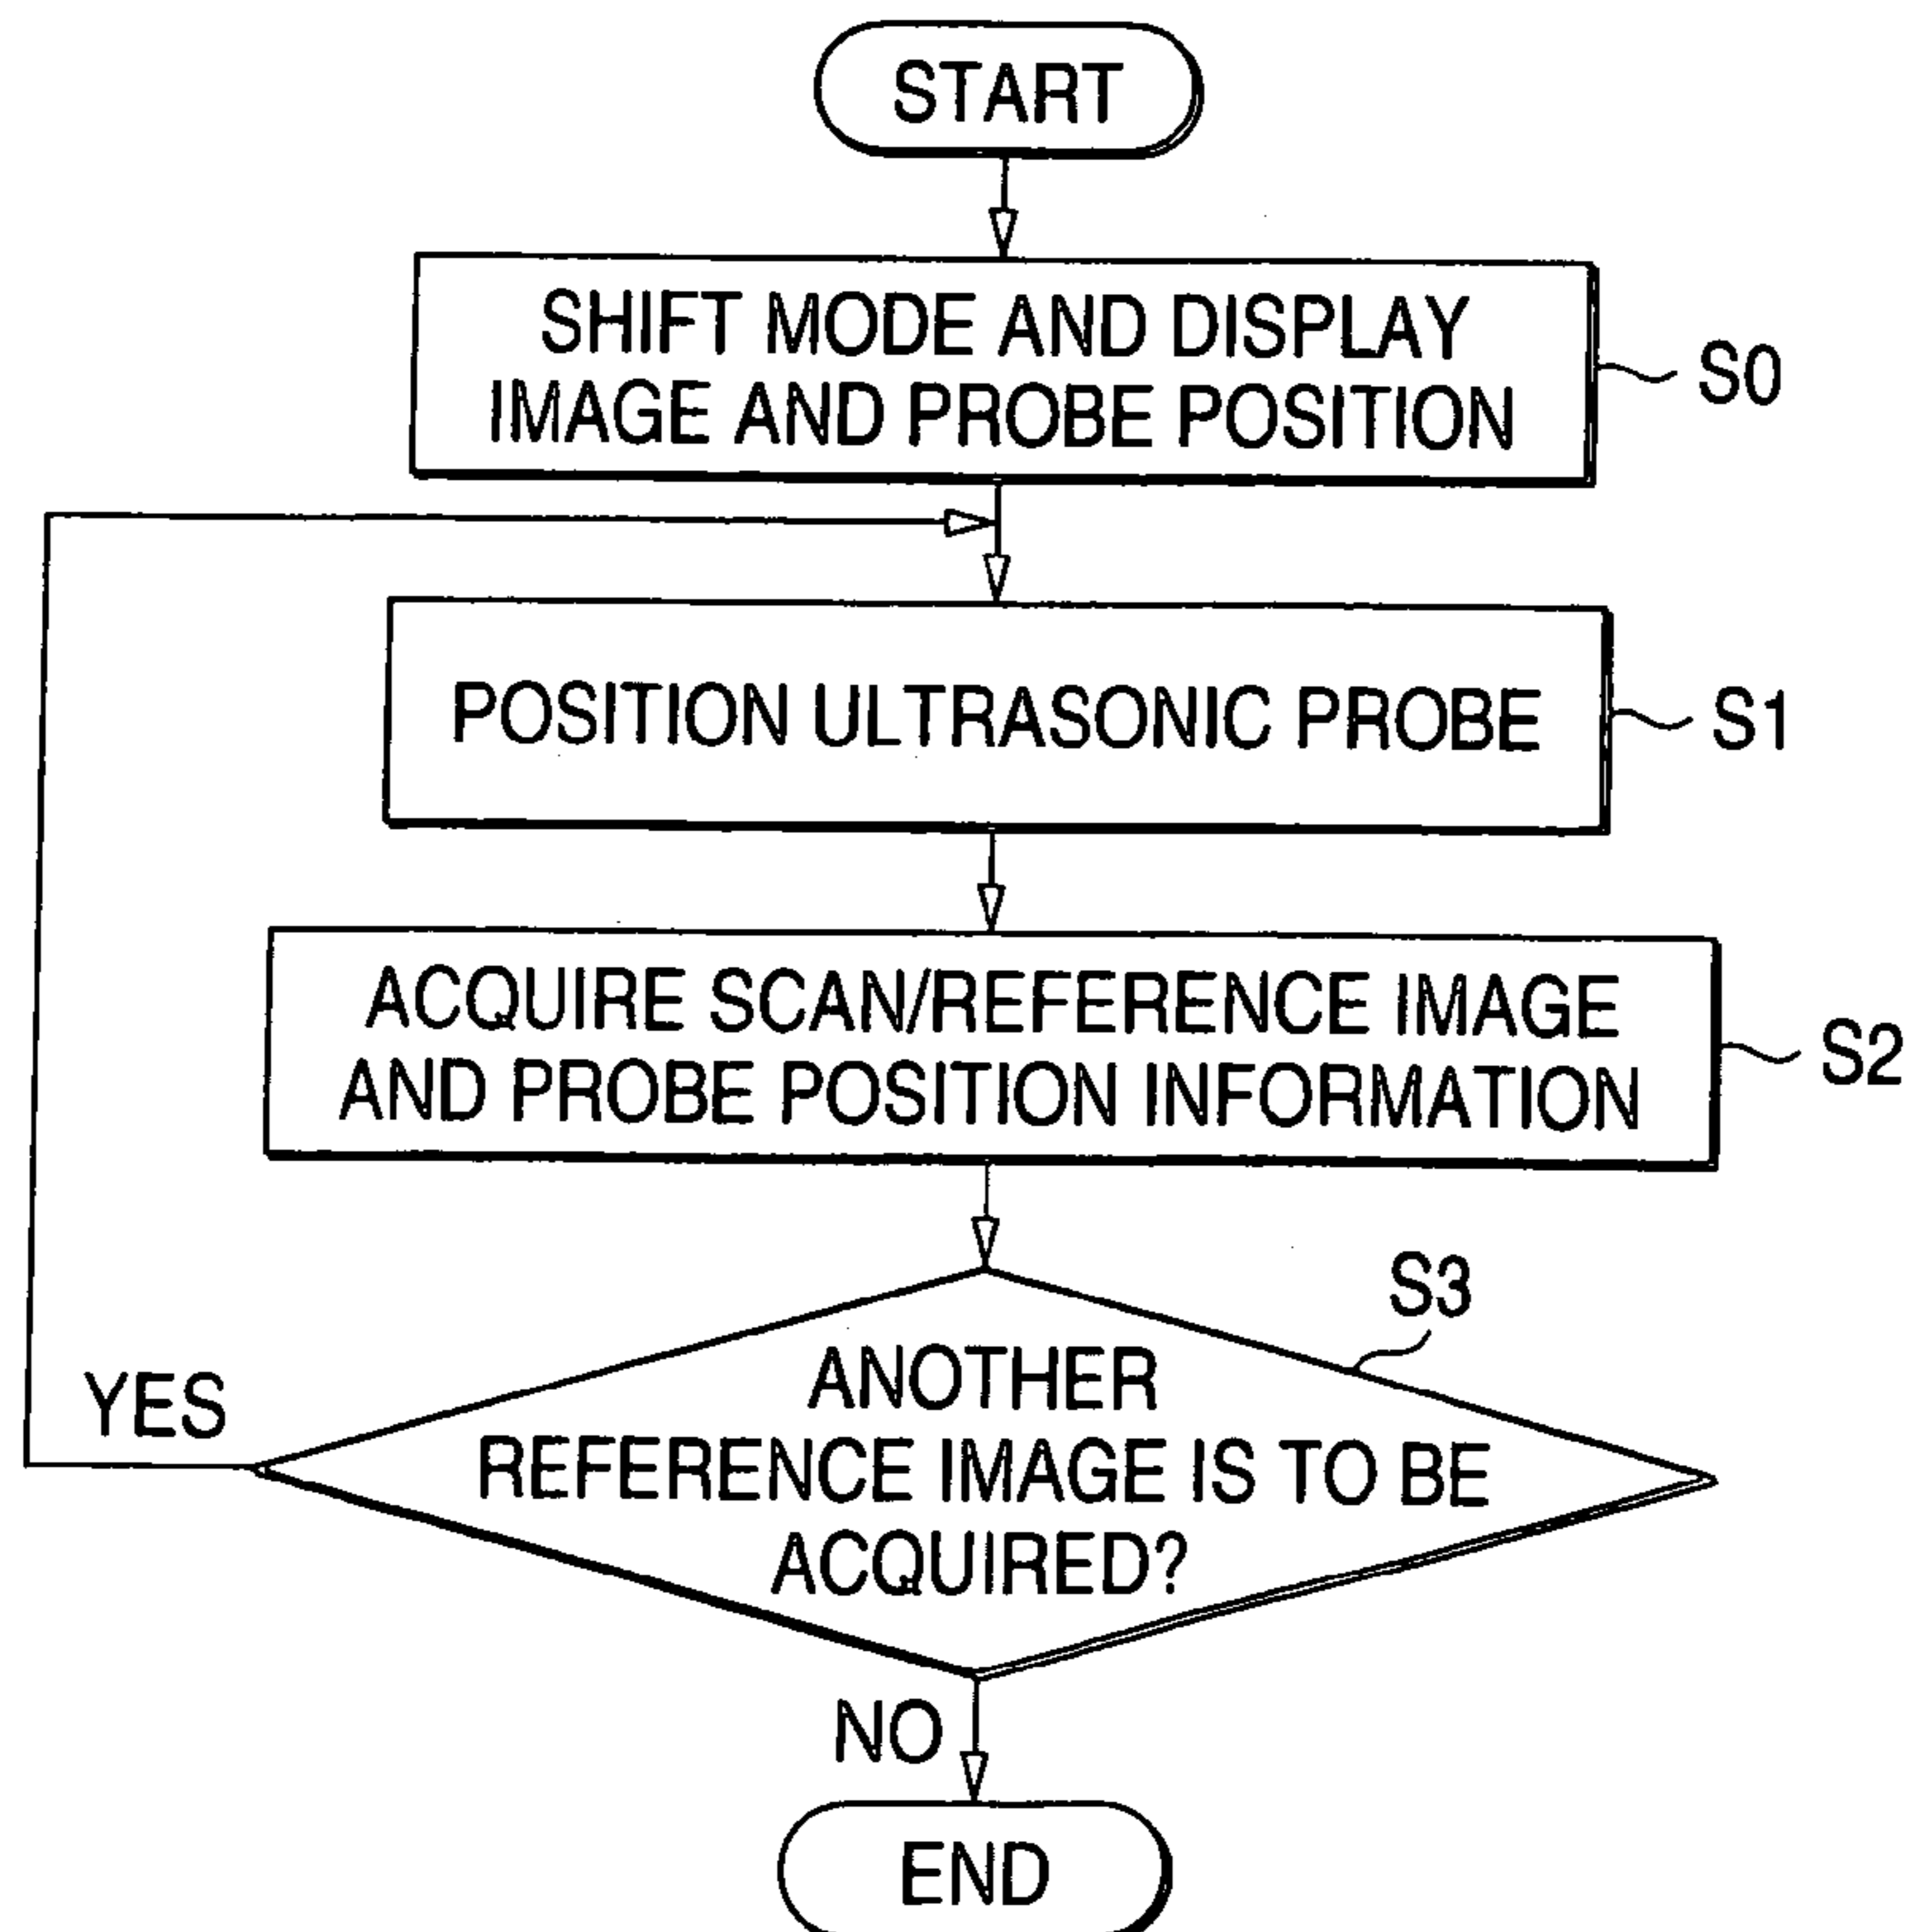 START
SHIFT MODE AND DISPLAY
IMAGE AND PROBE POSITION
S0
POSITION ULTRASONIC PROBE
S1
ACQUIRE SCAN/REFERENCE IMAGE
AND PROBE POSITION INFORMATION
S2
S3
ANOTHER
REFERENCE IMAGE IS TO BE
ACQUIRED?
YES
NO
END